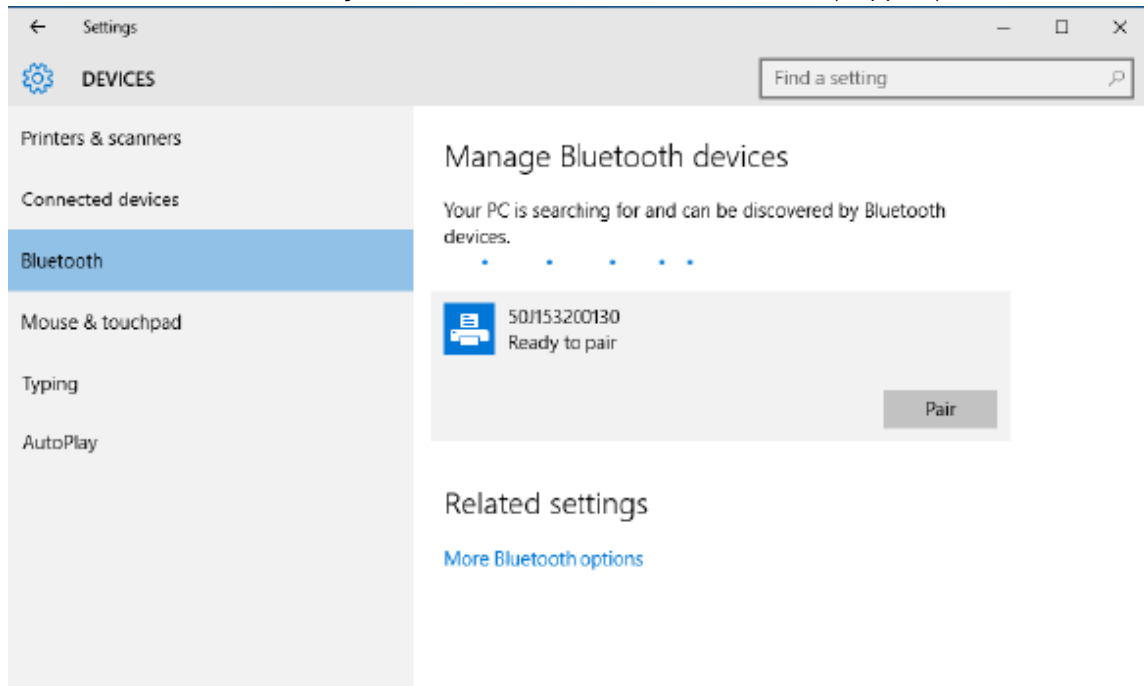 Settings
DEVICES
Find a setting
Printers & scanners
Connected devices
Bluetooth
Mouse & touchpad
Typing
AutoPlay
Manage Bluetooth devices
Your PC is searching for and can be discovered by Bluetooth
devices.
50J153200130
Ready to pair
Pair
Related settings
More Bluetooth options